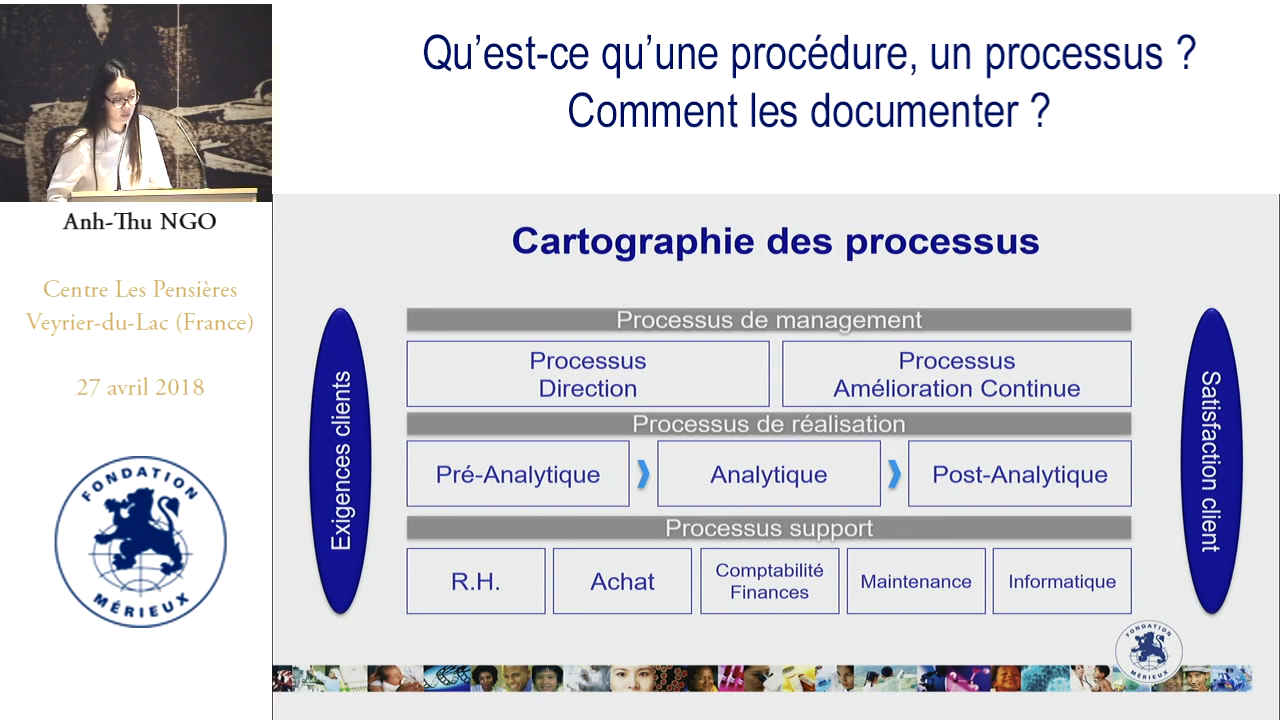 Qu’est-ce qu’une procédure, un processus ?
Comment les documenter ?
Anh-Thu NGO
Centre Les Pensières
Veyrier-du-Lac (France)
27 avril 2018
FONDATION
MÉRIEUX
Cartographie des processus
Exigences clients
Processus de management
Processus
Direction
Processus
Amélioration Continue
Processus de réalisation
Pré-Analytique
Analytique
Post-Analytique
Processus support
R.H.
Achat
Comptabilité
Finances
Maintenance
Informatique
Satisfaction client
FONDATION
MÉRIEUX